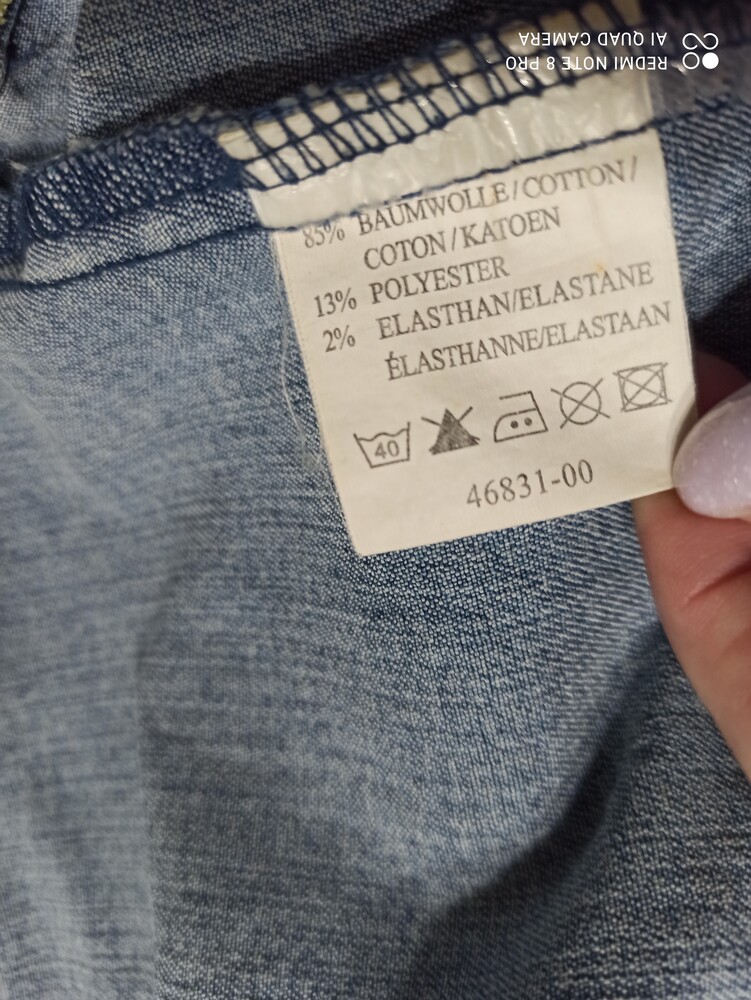 REDMI NOTE 8 PRO
AI QUAD CAMERA
85% BAUMWOLLE/COTTON/
COTON/KATOEN
13% POLYESTER
2% ELASTHAN/ELASTANE
ÉLASTHANNE/ELASTAAN
40
46831-00